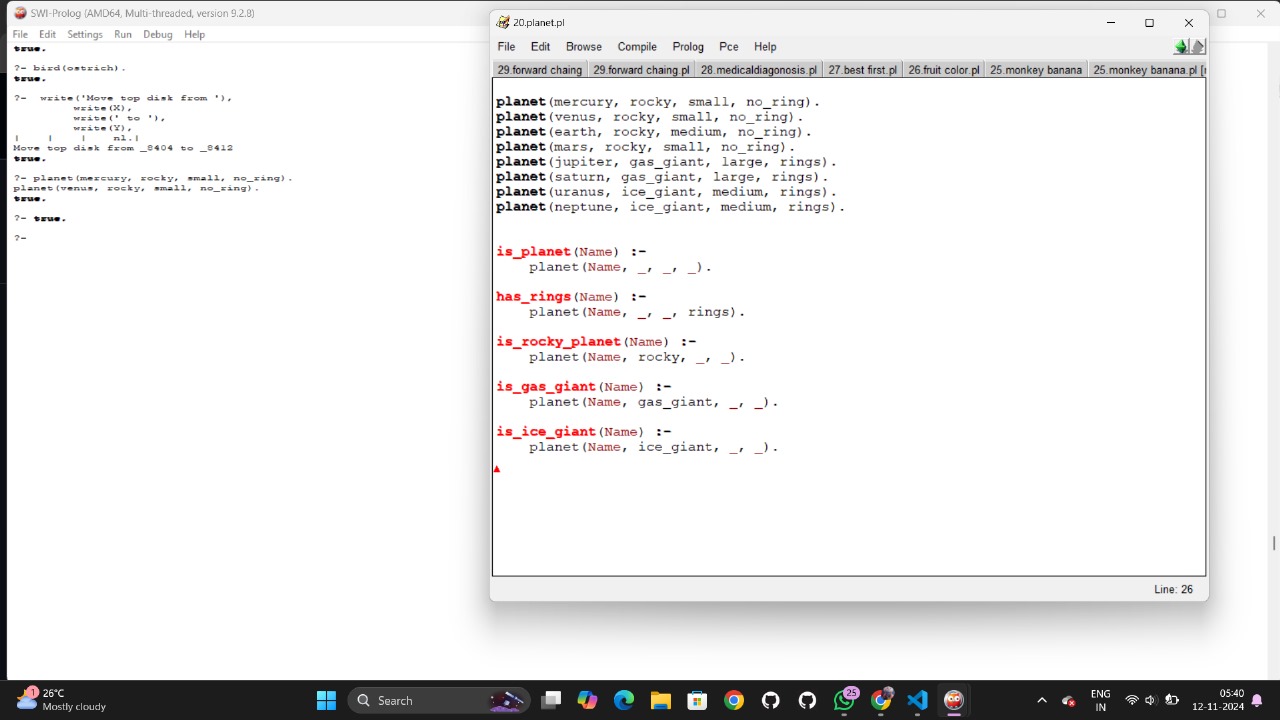 SWI-Prolog (AMD64, Multi-threaded, version 9.2.8)
File Edit Settings Run Debug Help
true.
?- bird(ostrich).
true.
?-  write('Move top disk from '),
write(X),
write(' to '),
write(Y),
|    |    |    nl.|
Move top disk from _8404 to _8412
true.
?- planet(mercury, rocky, small, no_ring).
planet(venus, rocky, small, no_ring).
true.
?- true.
?-
20.planet.pl
File Edit Browse Compile Prolog Pce Help
29.forward chaing 29.forward chaing.pl 28.medicaldiagonosis.pl 27.best first.pl 26.fruit color.pl 25.monkey banana 25.monkey banana.pl [r
planet(mercury, rocky, small, no_ring).
planet(venus, rocky, small, no_ring).
planet(earth, rocky, medium, no_ring).
planet(mars, rocky, small, no_ring).
planet(jupiter, gas_giant, large, rings).
planet(saturn, gas_giant, large, rings).
planet(uranus, ice_giant, medium, rings).
planet(neptune, ice_giant, medium, rings).
is_planet(Name) :-
planet(Name, _, _, _).
has_rings(Name) :-
planet(Name, _, _, rings).
is_rocky_planet(Name) :-
planet(Name, rocky, _, _).
is_gas_giant(Name) :-
planet(Name, gas_giant, _, _).
is_ice_giant(Name) :-
planet(Name, ice_giant, _, _).
Line: 26
1
26°C
Mostly cloudy
Search
25
ENG
IN
05:40
12-11-2024